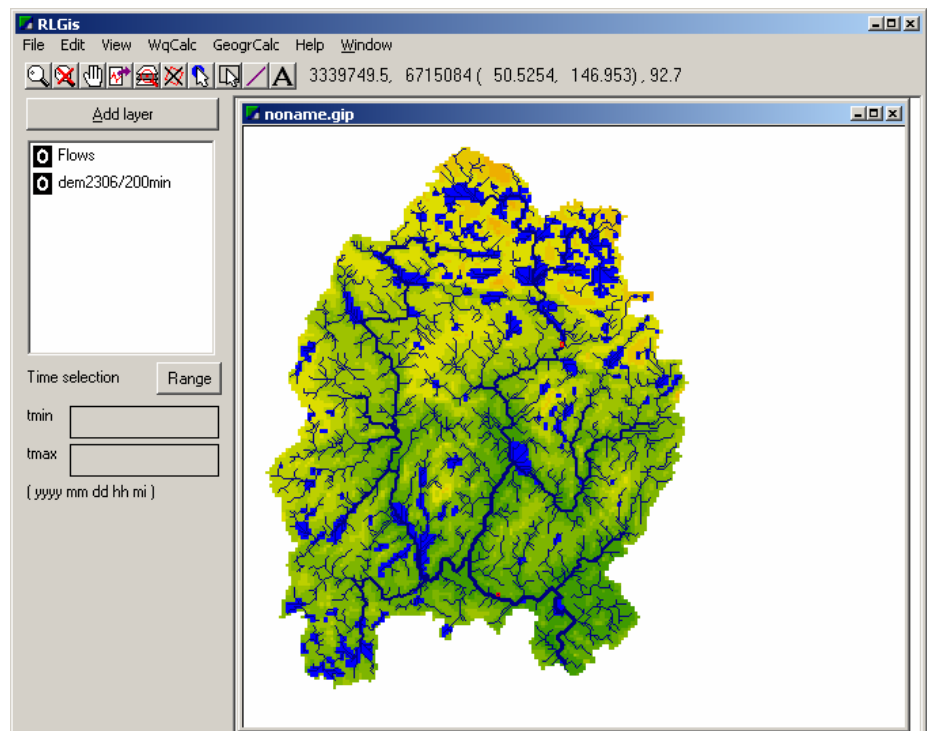 RLGis
File Edit View WqCalc GeogrCalc Help Window
A 3339749.5, 6715084 ( 50.5254, 146.953) , 92.7
Add layer
noname.gip
Flows
dem2306/200min
Time selection Range
tmin
tmax
( yyyy mm dd hh mi )